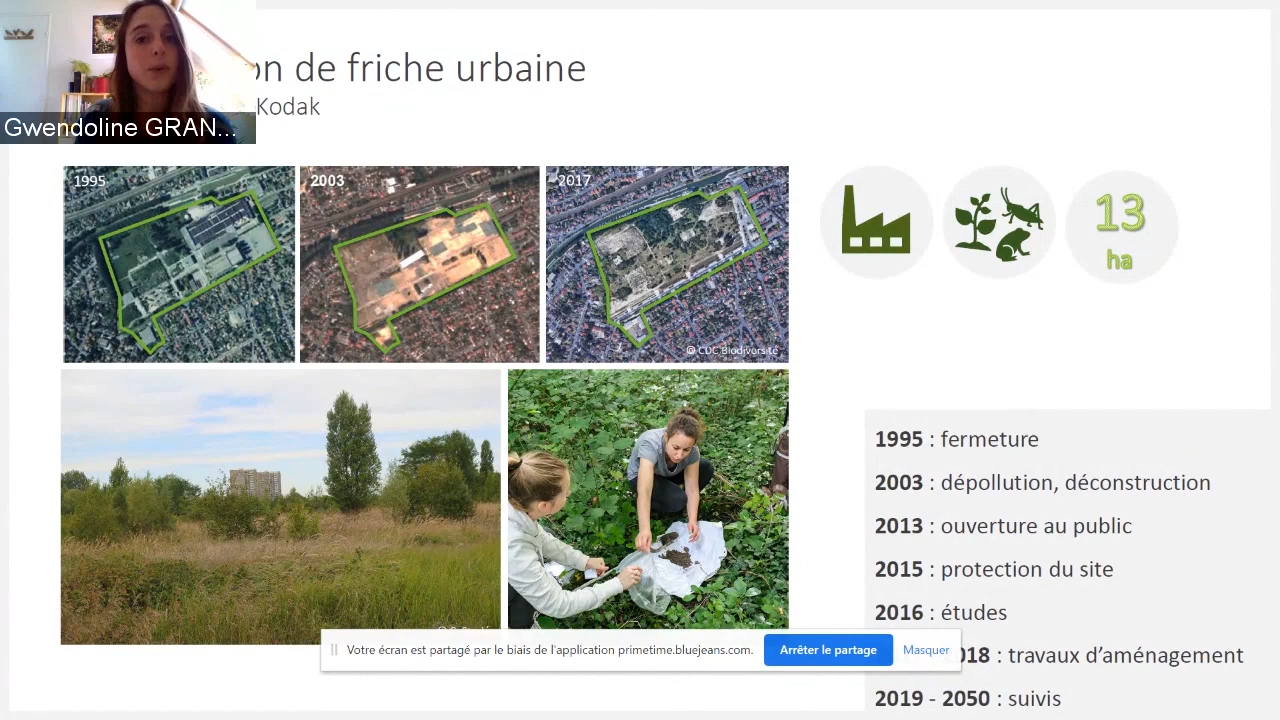 on de friche urbaine
Kodak
Gwendoline GRAN...
1995
2003
2017
© CDC Biodiversité
13
ha
1995 : fermeture
2003 : dépollution, déconstruction
2013 : ouverture au public
2015 : protection du site
2016 : études
2018 : travaux d’aménagement
2019 - 2050 : suivis
Votre écran est partagé par le biais de l'application primetime.bluejeans.com.
Arrêter le partage
Masquer